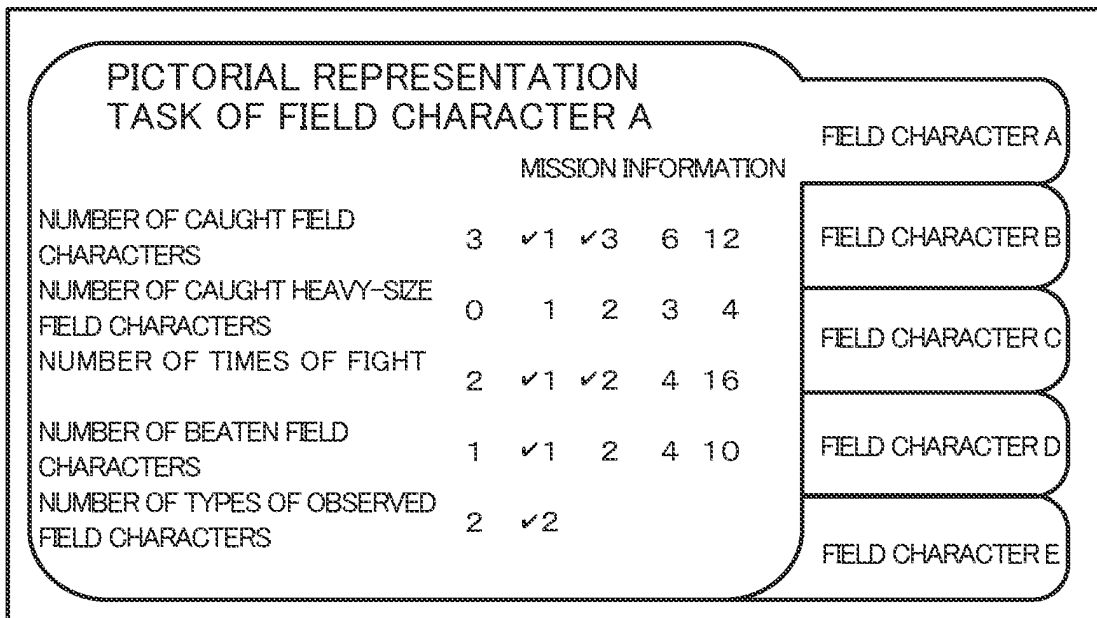 PICTORIAL REPRESENTATION
TASK OF FIELD CHARACTER A
MISSION INFORMATION
NUMBER OF CAUGHT FIELD
CHARACTERS
3 ✔1 ✔3 6 12
NUMBER OF CAUGHT HEAVY-SIZE
FIELD CHARACTERS
0 1 2 3 4
NUMBER OF TIMES OF FIGHT
2 ✔1 ✔2 4 16
NUMBER OF BEATEN FIELD
CHARACTERS
1 ✔1 2 4 10
NUMBER OF TYPES OF OBSERVED
FIELD CHARACTERS
2 ✔2
FIELD CHARACTER A
FIELD CHARACTER B
FIELD CHARACTER C
FIELD CHARACTER D
FIELD CHARACTER E